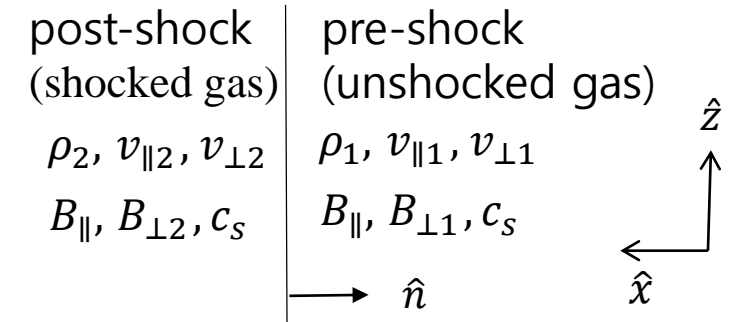 post-shock
(shocked gas)
ρ₂, v∥₂, v⊥₂
B∥, B⊥₂, cₛ
pre-shock
(unshocked gas)
ρ₁, v∥₁, v⊥₁
B∥, B⊥₁, cₛ
ẑ
x̂
n̂